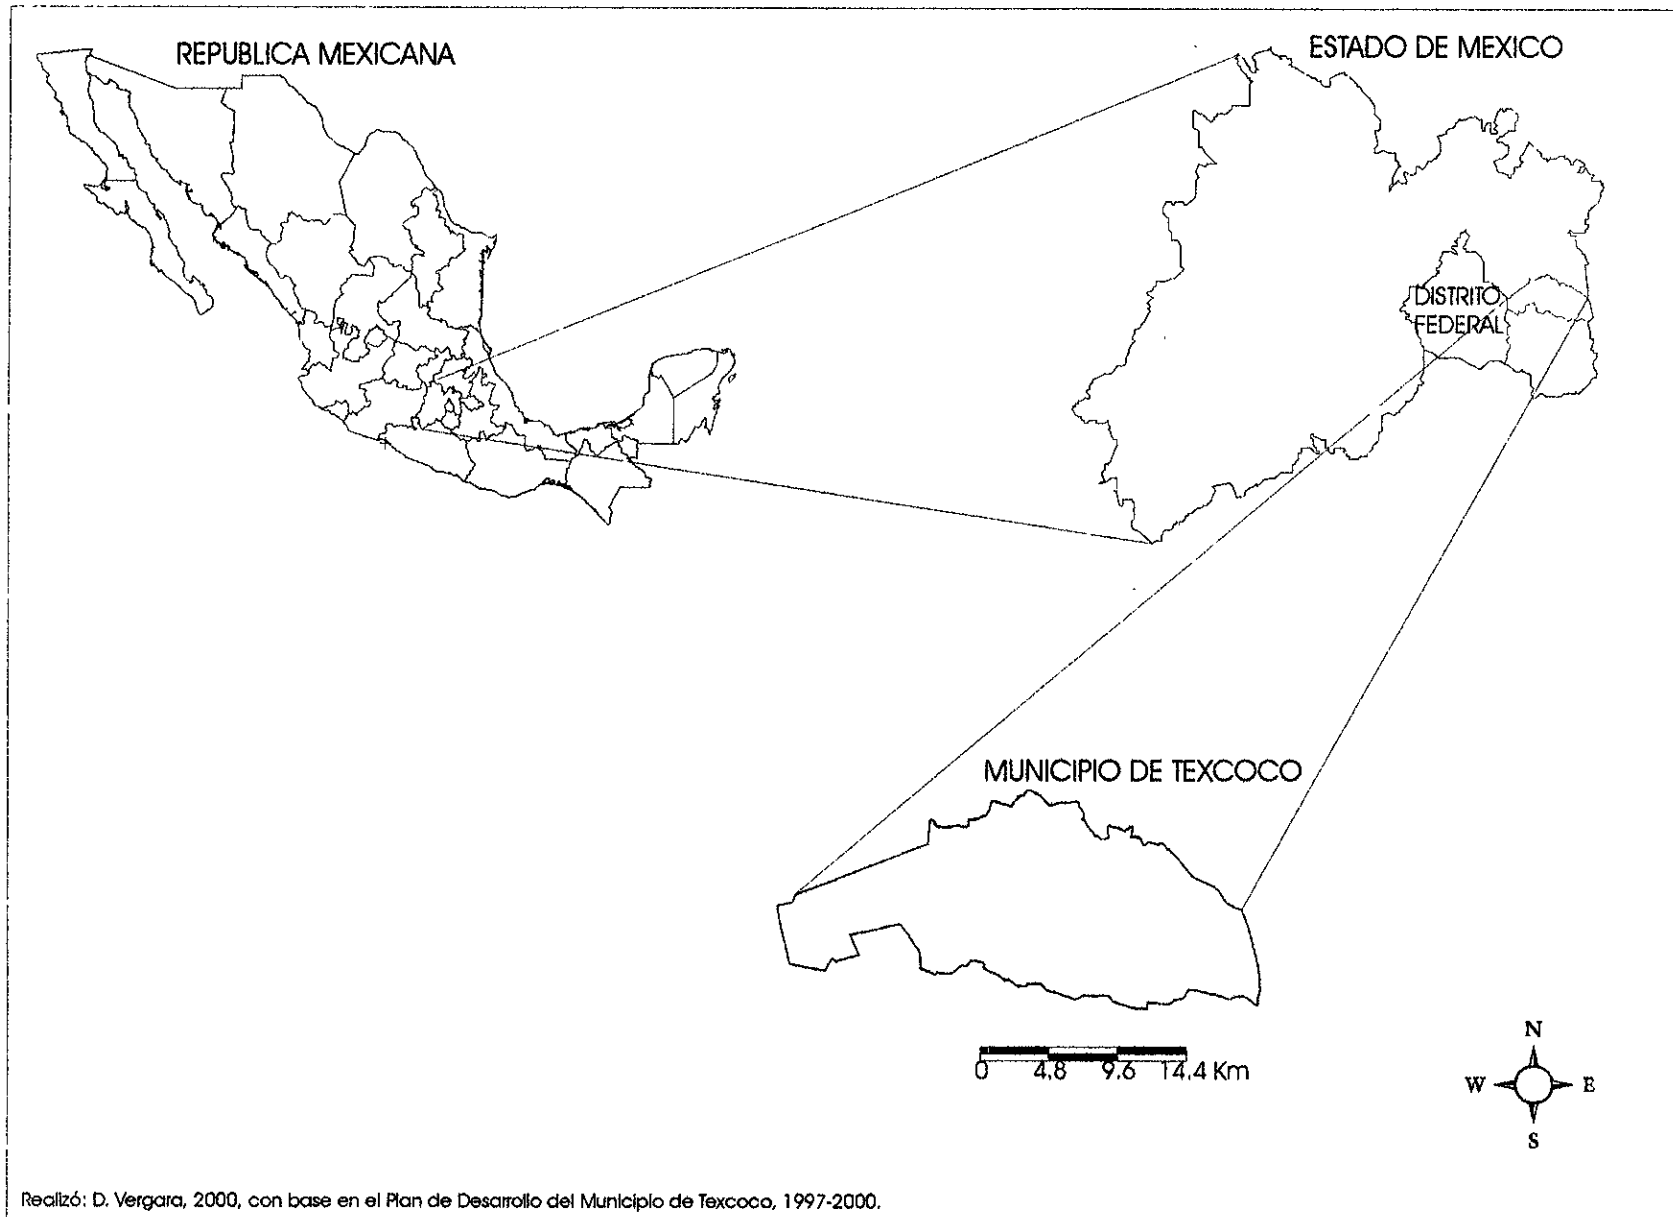 REPUBLICA MEXICANA
ESTADO DE MEXICO
DISTRITO
FEDERAL
MUNICIPIO DE TEXCOCO
0 4.8 9.6 14.4 Km
N
W E
S
Realizó: D. Vergara, 2000, con base en el Plan de Desarrollo del Municipio de Texcoco, 1997-2000.